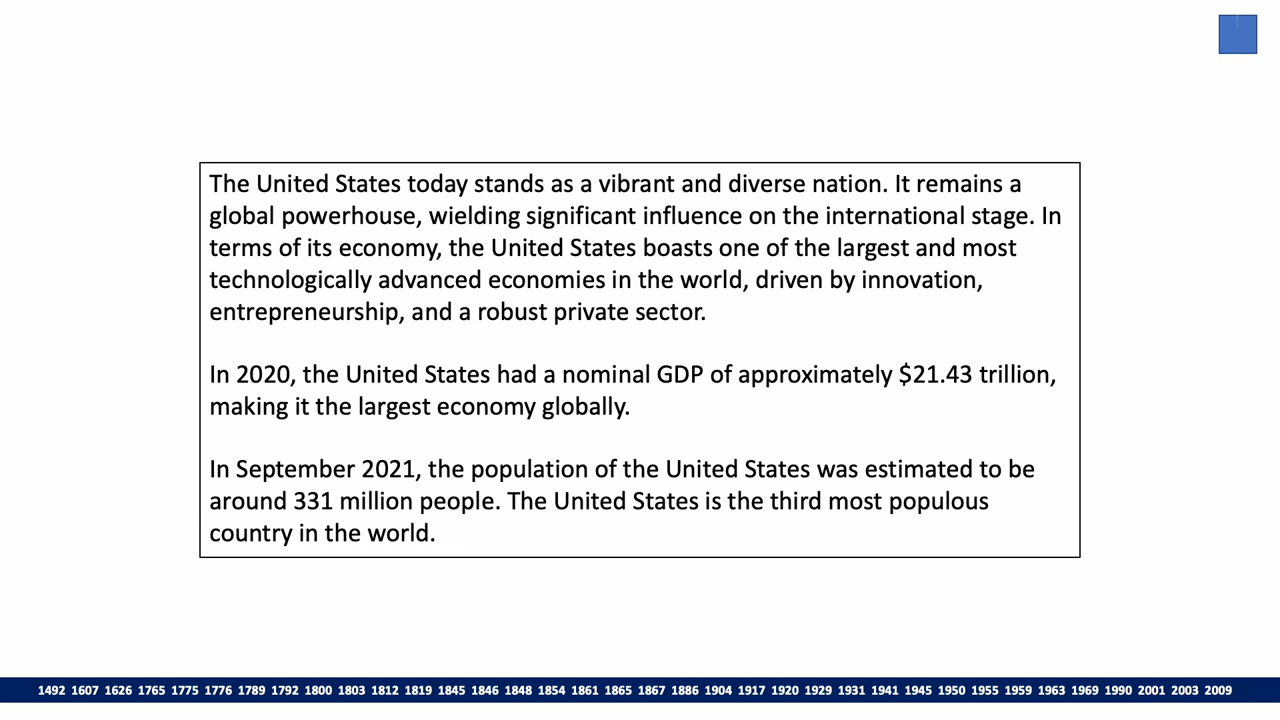 The United States today stands as a vibrant and diverse nation. It remains a
global powerhouse, wielding significant influence on the international stage. In
terms of its economy, the United States boasts one of the largest and most
technologically advanced economies in the world, driven by innovation,
entrepreneurship, and a robust private sector.
In 2020, the United States had a nominal GDP of approximately $21.43 trillion,
making it the largest economy globally.
In September 2021, the population of the United States was estimated to be
around 331 million people. The United States is the third most populous
country in the world.
1492 1607 1626 1765 1775 1776 1789 1792 1800 1803 1812 1819 1845 1846 1848 1854 1861 1865 1867 1886 1904 1917 1920 1929 1931 1941 1945 1950 1955 1959 1963 1969 1990 2001 2003 2009